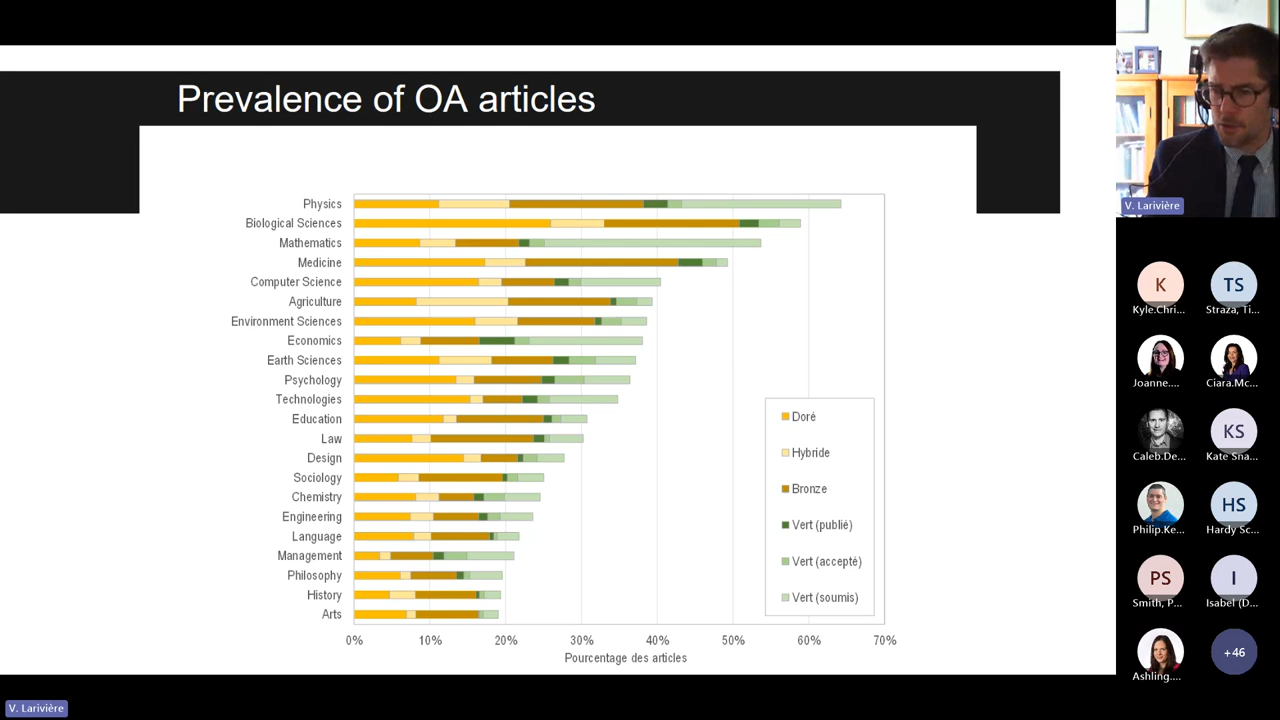 Prevalence of OA articles
Physics
Biological Sciences
Mathematics
Medicine
Computer Science
Agriculture
Environment Sciences
Economics
Earth Sciences
Psychology
Technologies
Education
Law
Design
Sociology
Chemistry
Engineering
Language
Management
Philosophy
History
Arts
0% 10% 20% 30% 40% 50% 60% 70%
Pourcentage des articles
Doré
Hybride
Bronze
Vert (publié)
Vert (accepté)
Vert (soumis)
V. Larivière
K
Kyle.Chri...
TS
Straza, Ti...
Joanne....
Ciara.Mc...
Caleb.De...
KS
Kate Sna...
Philip.Ke...
HS
Hardy Sc...
PS
Smith, P...
I
Isabel (D...
Ashling....
+46
V. Larivière